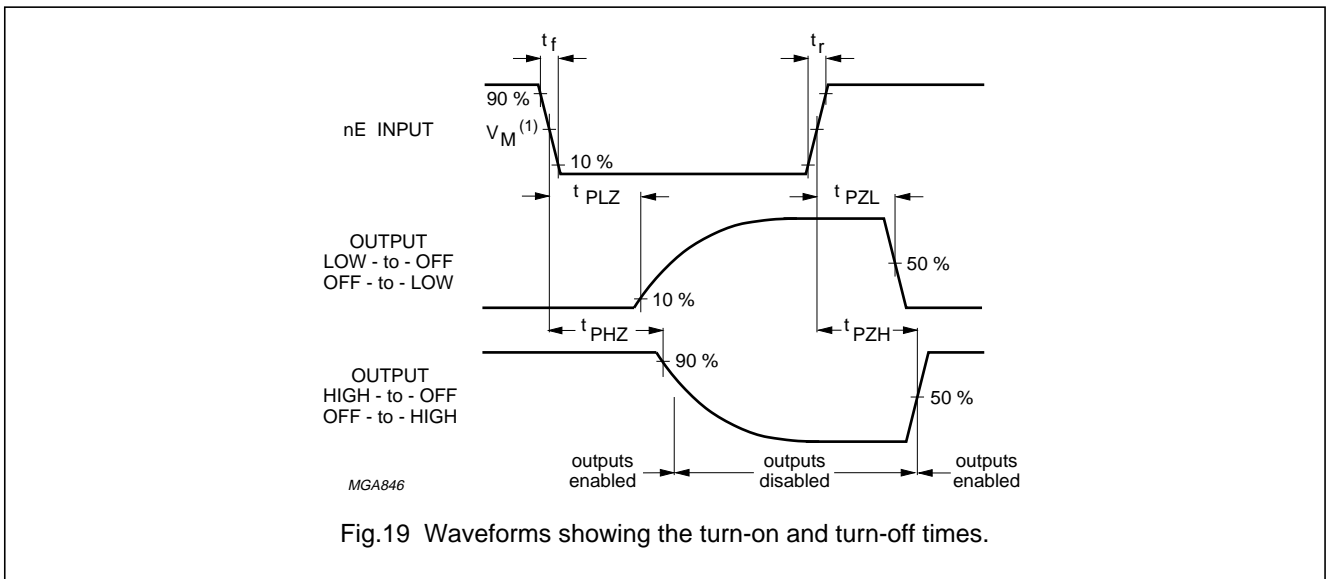 t f
t r
90 %
nE INPUT
V M (1)
10 %
t PLZ
t PZL
OUTPUT
LOW - to - OFF
OFF - to - LOW
50 %
10 %
t PHZ
t PZH
90 %
OUTPUT
HIGH - to - OFF
OFF - to - HIGH
50 %
outputs
enabled
outputs
disabled
outputs
enabled
MGA846
Fig.19 Waveforms showing the turn-on and turn-off times.